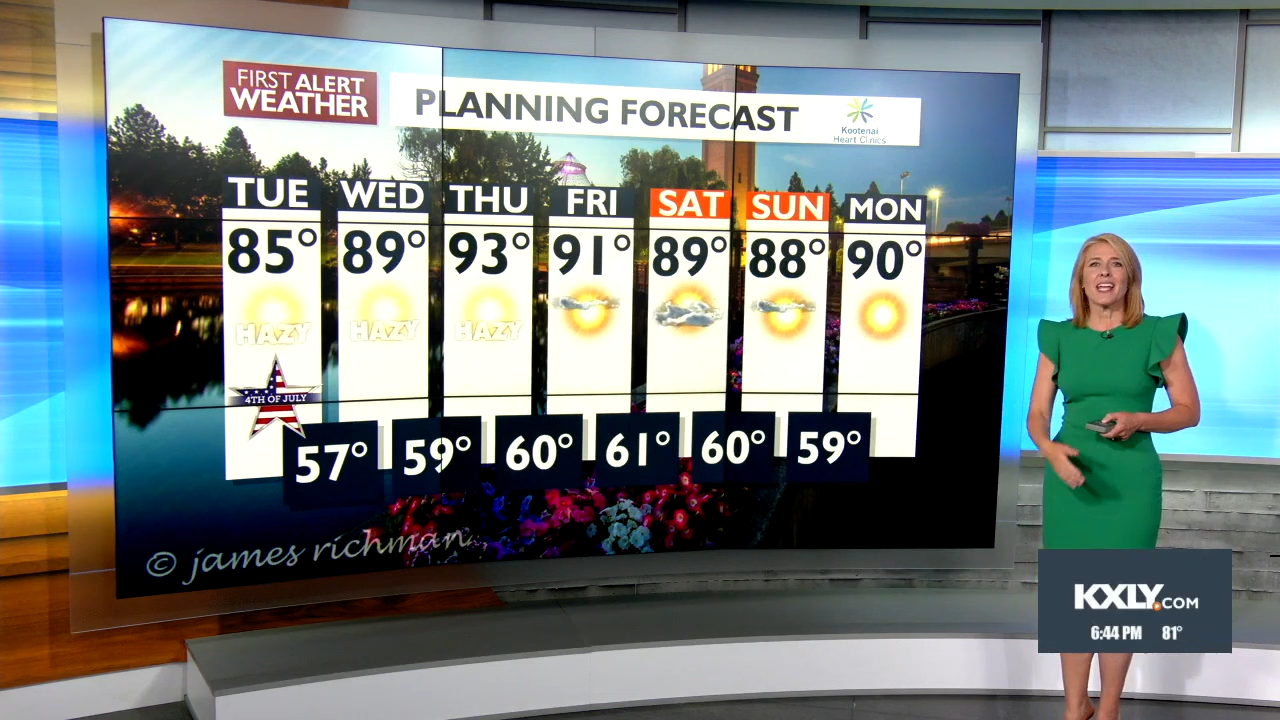 FIRST ALERT
WEATHER
PLANNING FORECAST
Kootenai
Heart Clinics
TUE WED THU FRI SAT SUN MON
85° 89° 93° 91° 89° 88° 90°
HAZY HAZY HAZY
4TH OF JULY
57° 59° 60° 61° 60° 59°
© james richman
KXLY.COM
6:44 PM 81°